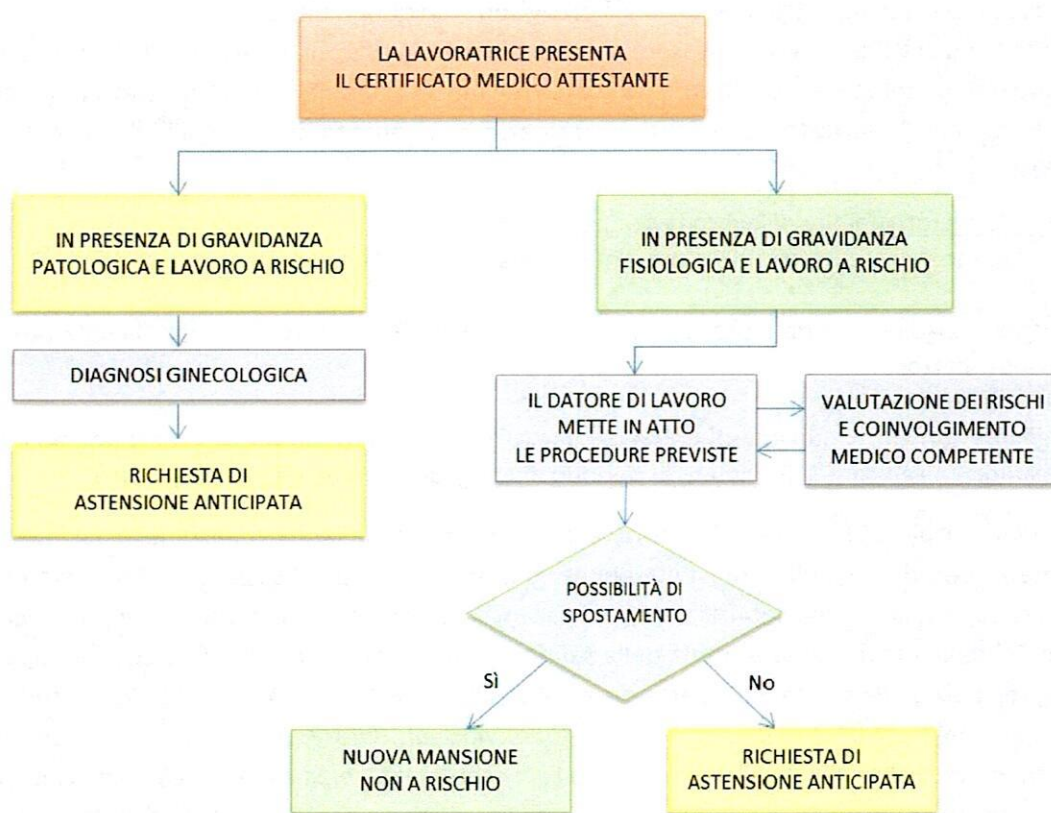 LA LAVORATRICE PRESENTA
IL CERTIFICATO MEDICO ATTESTANTE
IN PRESENZA DI GRAVIDANZA
PATOLOGICA E LAVORO A RISCHIO
IN PRESENZA DI GRAVIDANZA
FISIOLOGICA E LAVORO A RISCHIO
DIAGNOSI GINECOLOGICA
IL DATORE DI LAVORO
METTE IN ATTO
LE PROCEDURE PREVISTE
VALUTAZIONE DEI RISCHI
E COINVOLGIMENTO
MEDICO COMPETENTE
RICHIESTA DI
ASTENSIONE ANTICIPATA
POSSIBILITÀ DI
SPOSTAMENTO
Sì
No
NUOVA MANSIONE
NON A RISCHIO
RICHIESTA DI
ASTENSIONE ANTICIPATA